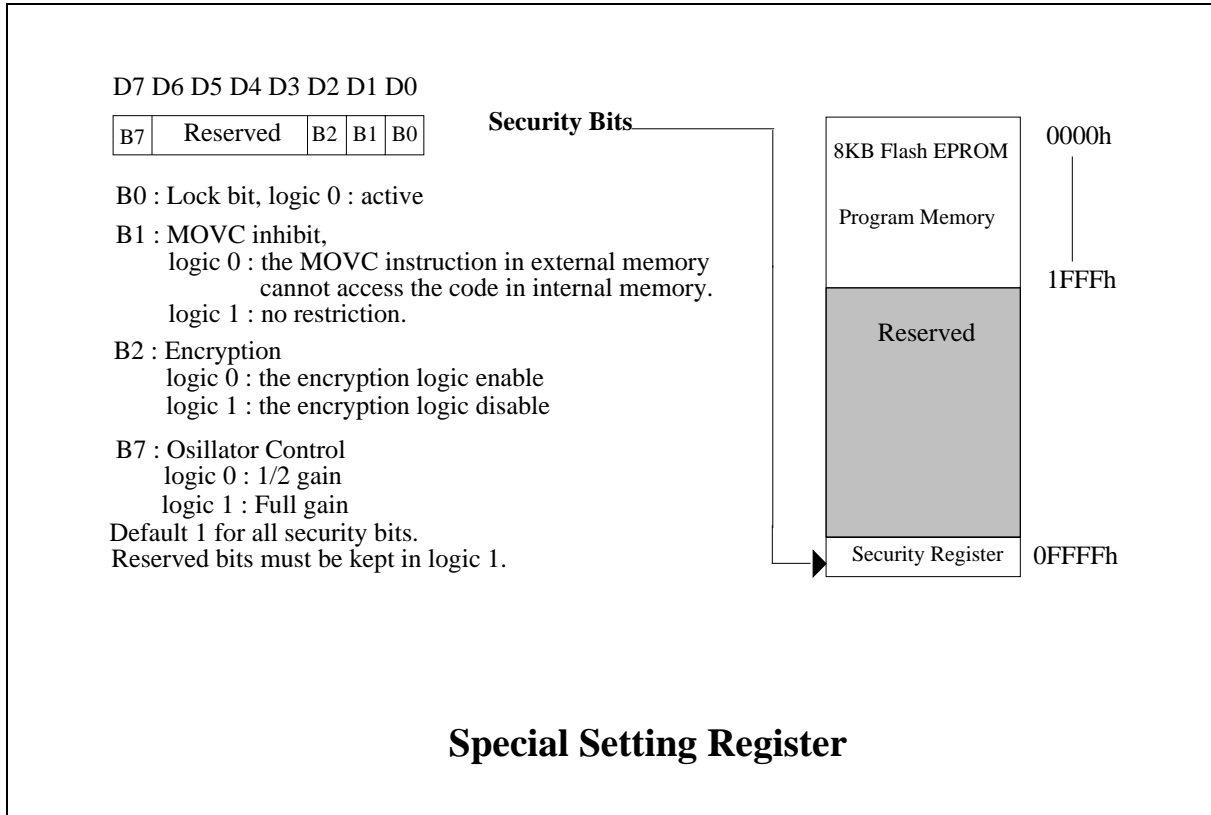 D7 D6 D5 D4 D3 D2 D1 D0
B7 Reserved B2 B1 B0
B0 : Lock bit, logic 0 : active
B1 : MOVC inhibit,
logic 0 : the MOVC instruction in external memory
cannot access the code in internal memory.
logic 1 : no restriction.
B2 : Encryption
logic 0 : the encryption logic enable
logic 1 : the encryption logic disable
B7 : Osillator Control
logic 0 : 1/2 gain
logic 1 : Full gain
Default 1 for all security bits.
Reserved bits must be kept in logic 1.
Security Bits
8KB Flash EPROM
Program Memory
Reserved
Security Register
0000h
1FFFh
0FFFFh
Special Setting Register